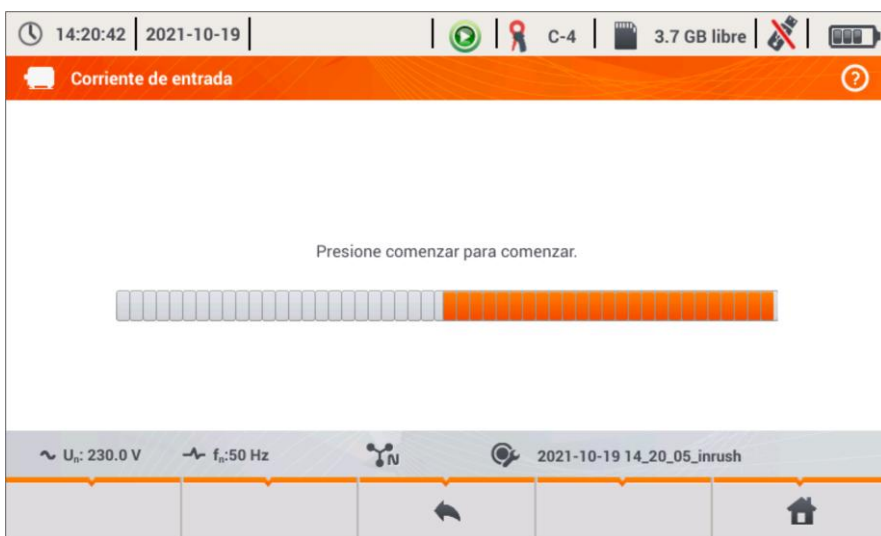 14:20:42 2021-10-19 C-4 3.7 GB libre
Corriente de entrada ?
Presione comenzar para comenzar.
Uₙ: 230.0 V fₙ:50 Hz N 2021-10-19 14_20_05_inrush